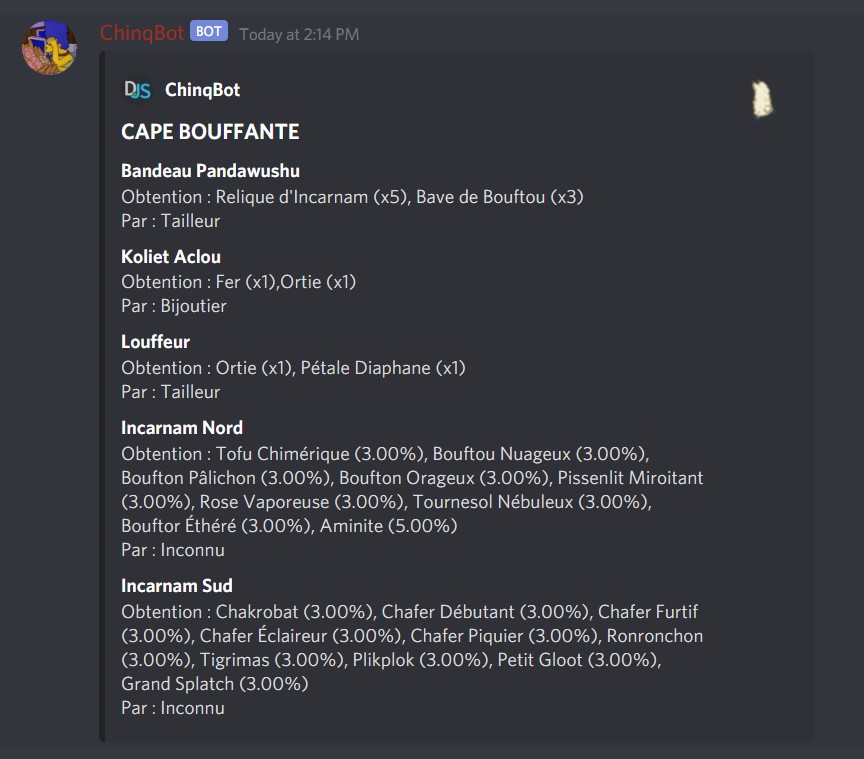 ChinqBot BOT Today at 2:14 PM
DJS ChinqBot
CAPE BOUFFANTE
Bandeau Pandawushu
Obtention : Relique d'Incarnam (x5), Bave de Bouftou (x3)
Par : Tailleur
Koliet Aclou
Obtention : Fer (x1),Ortie (x1)
Par : Bijoutier
Louffeur
Obtention : Ortie (x1), Pétale Diaphane (x1)
Par : Tailleur
Incarnam Nord
Obtention : Tofu Chimérique (3.00%), Bouftou Nuageux (3.00%),
Boufton Pâlichon (3.00%), Boufton Orageux (3.00%), Pissenlit Miroitant
(3.00%), Rose Vaporeuse (3.00%), Tournesol Nébuleux (3.00%),
Bouftor Éthéré (3.00%), Aminite (5.00%)
Par : Inconnu
Incarnam Sud
Obtention : Chakrobat (3.00%), Chafer Débutant (3.00%), Chafer Furtif
(3.00%), Chafer Éclaireur (3.00%), Chafer Piquier (3.00%), Ronronchon
(3.00%), Tigrimas (3.00%), Plikplok (3.00%), Petit Gloot (3.00%),
Grand Splatch (3.00%)
Par : Inconnu